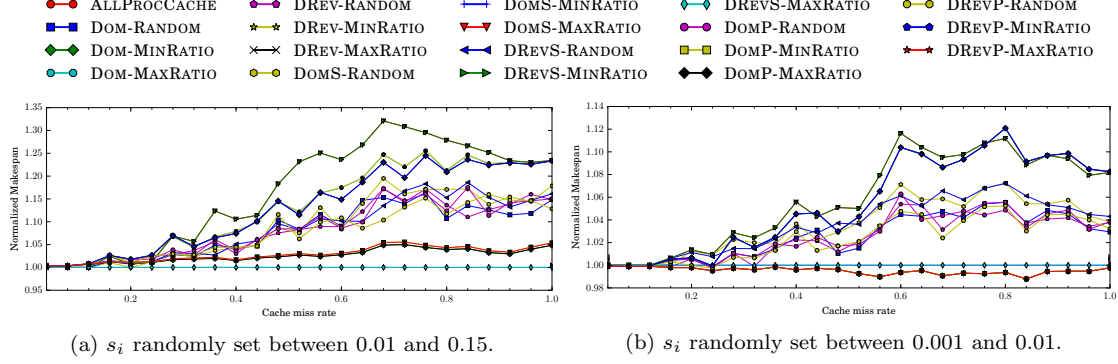 ALLPROCCACHE DREV-RANDOM DOMS-MINRATIO DREVS-MAXRATIO DREVP-RANDOM
DOM-RANDOM DREV-MINRATIO DOMS-MAXRATIO DOMP-RANDOM DREVP-MINRATIO
DOM-MINRATIO DREV-MAXRATIO DREVS-RANDOM DOMP-MINRATIO DREVP-MAXRATIO
DOM-MAXRATIO DOMS-RANDOM DREVS-MINRATIO DOMP-MAXRATIO
Normalized Makespan
1.35
1.30
1.25
1.20
1.15
1.10
1.05
1.00
0.95
0.2 0.4 0.6 0.8 1.0
Cache miss rate
(a) s_i randomly set between 0.01 and 0.15.
Normalized Makespan
1.14
1.12
1.10
1.08
1.06
1.04
1.02
1.00
0.98
0.2 0.4 0.6 0.8 1.0
Cache miss rate
(b) s_i randomly set between 0.001 and 0.01.